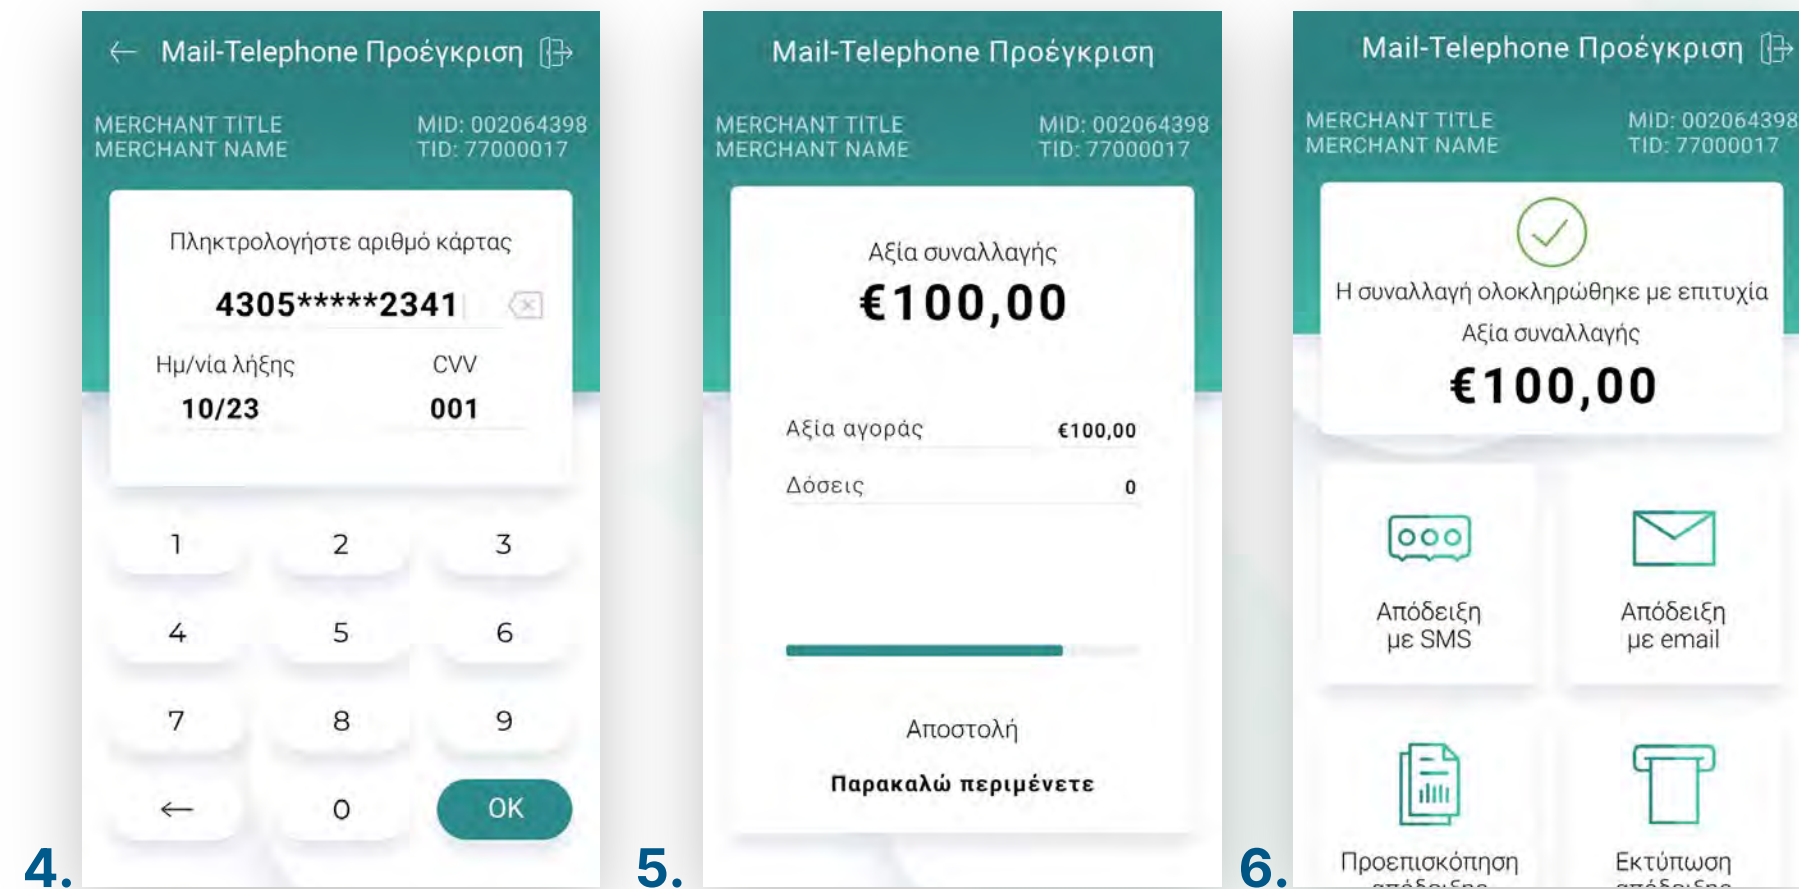 Mail-Telephone Προέγκριση
MERCHANT TITLE
MERCHANT NAME
MID: 002064398
TID: 77000017
Πληκτρολογήστε αριθμό κάρτας
4305*****2341
Ημ/νία λήξης
CVV
10/23
001
1 2 3
4 5 6
7 8 9
0 OK
4.
Mail-Telephone Προέγκριση
MERCHANT TITLE
MERCHANT NAME
MID: 002064398
TID: 77000017
Αξία συναλλαγής
€100,00
Αξία αγοράς €100,00
Δόσεις 0
Αποστολή
Παρακαλώ περιμένετε
5.
Mail-Telephone Προέγκριση
MERCHANT TITLE
MERCHANT NAME
MID: 002064398
TID: 77000017
Η συναλλαγή ολοκληρώθηκε με επιτυχία
Αξία συναλλαγής
€100,00
Απόδειξη
με SMS
Απόδειξη
με email
Προεπισκόπηση
απόδειξης
Εκτύπωση
απόδειξης
6.